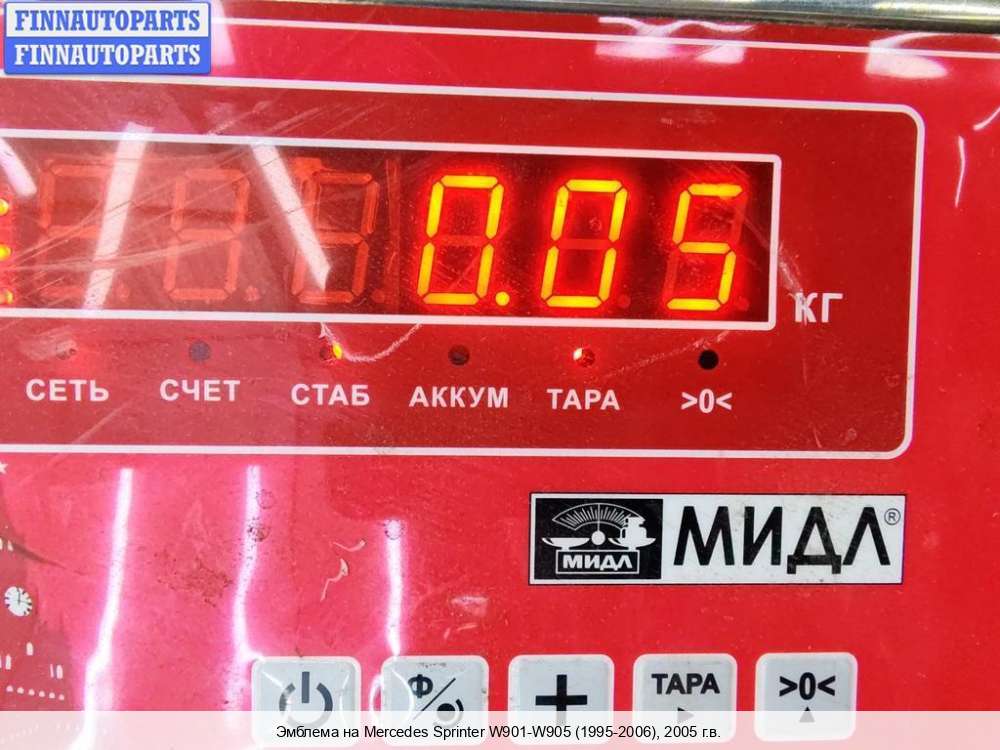 FINNAUTOPARTS
FINNAUTOPARTS
0.05
КГ
СЕТЬ СЧЕТ СТАБ АККУМ ТАРА >0<
МИДЛ МИДЛ®
Ф ТАРА >0<
Эмблема на Mercedes Sprinter W901-W905 (1995-2006), 2005 г.в.